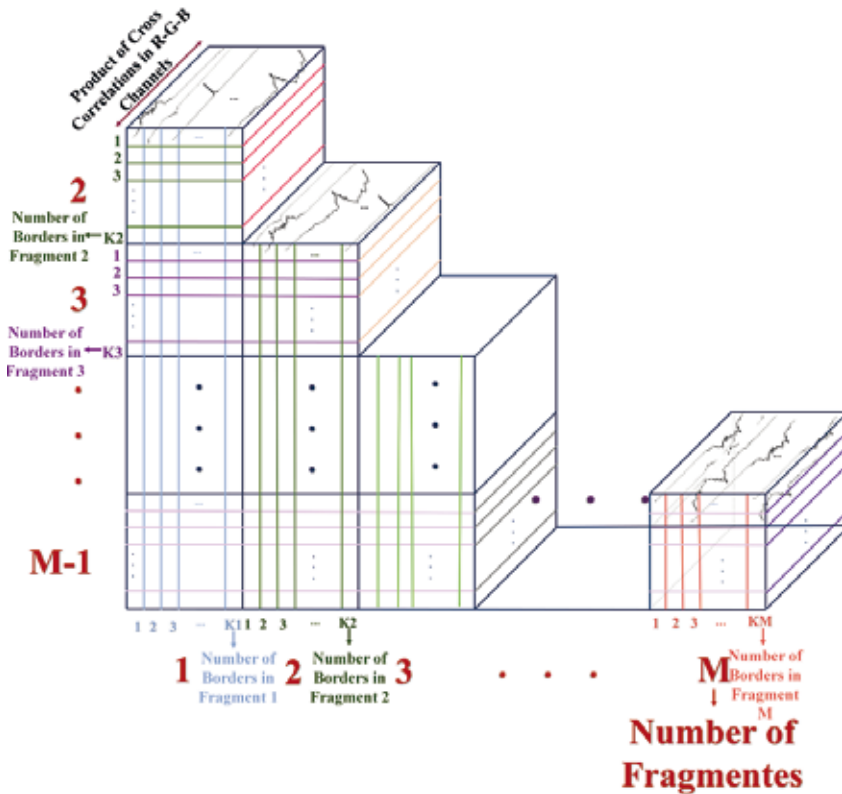 Product of Cross
Correlations in R-G-B
Channels
1
2
3
2
Number of
Borders in
Fragment 2
K2
1
2
3
3
Number of
Borders in
Fragment 3
K3
M-1
1 2 3 ... K1 1 2 3 ... K2
1 2 3 ... KM
1
Number of
Borders in
Fragment 1
2
Number of
Borders in
Fragment 2
3
. . .
M
Number of
Borders in
Fragment
M
Number of
Fragmentes